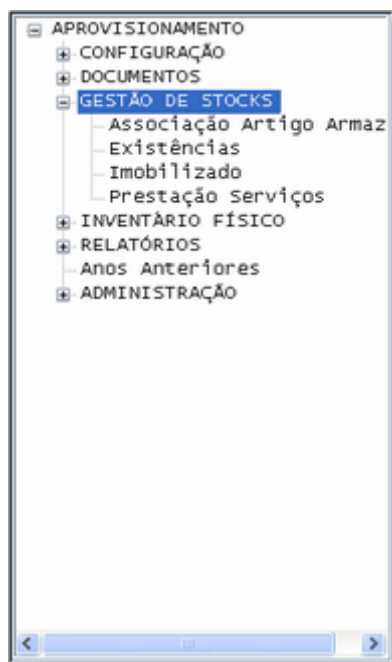 APROVISIONAMENTO
CONFIGURAÇÃO
DOCUMENTOS
GESTÃO DE STOCKS
Associação Artigo Armaz
Existências
Imobilizado
Prestação Serviços
INVENTÁRIO FÍSICO
RELATÓRIOS
Anos Anteriores
ADMINISTRAÇÃO